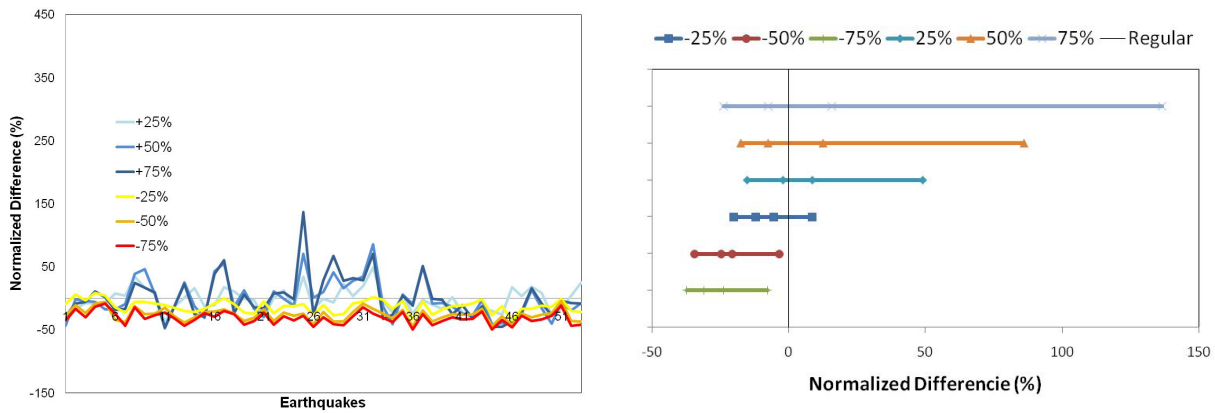 450
350
250
150
50
-50
-150
Normalized Difference (%)
+25%
+50%
+75%
-25%
-50%
-75%
1 6 11 16 21 26 31 36 41 46 51
Earthquakes
-25% -50% -75% 25% 50% 75% Regular
-50 0 50 100 150
Normalized Differencie (%)